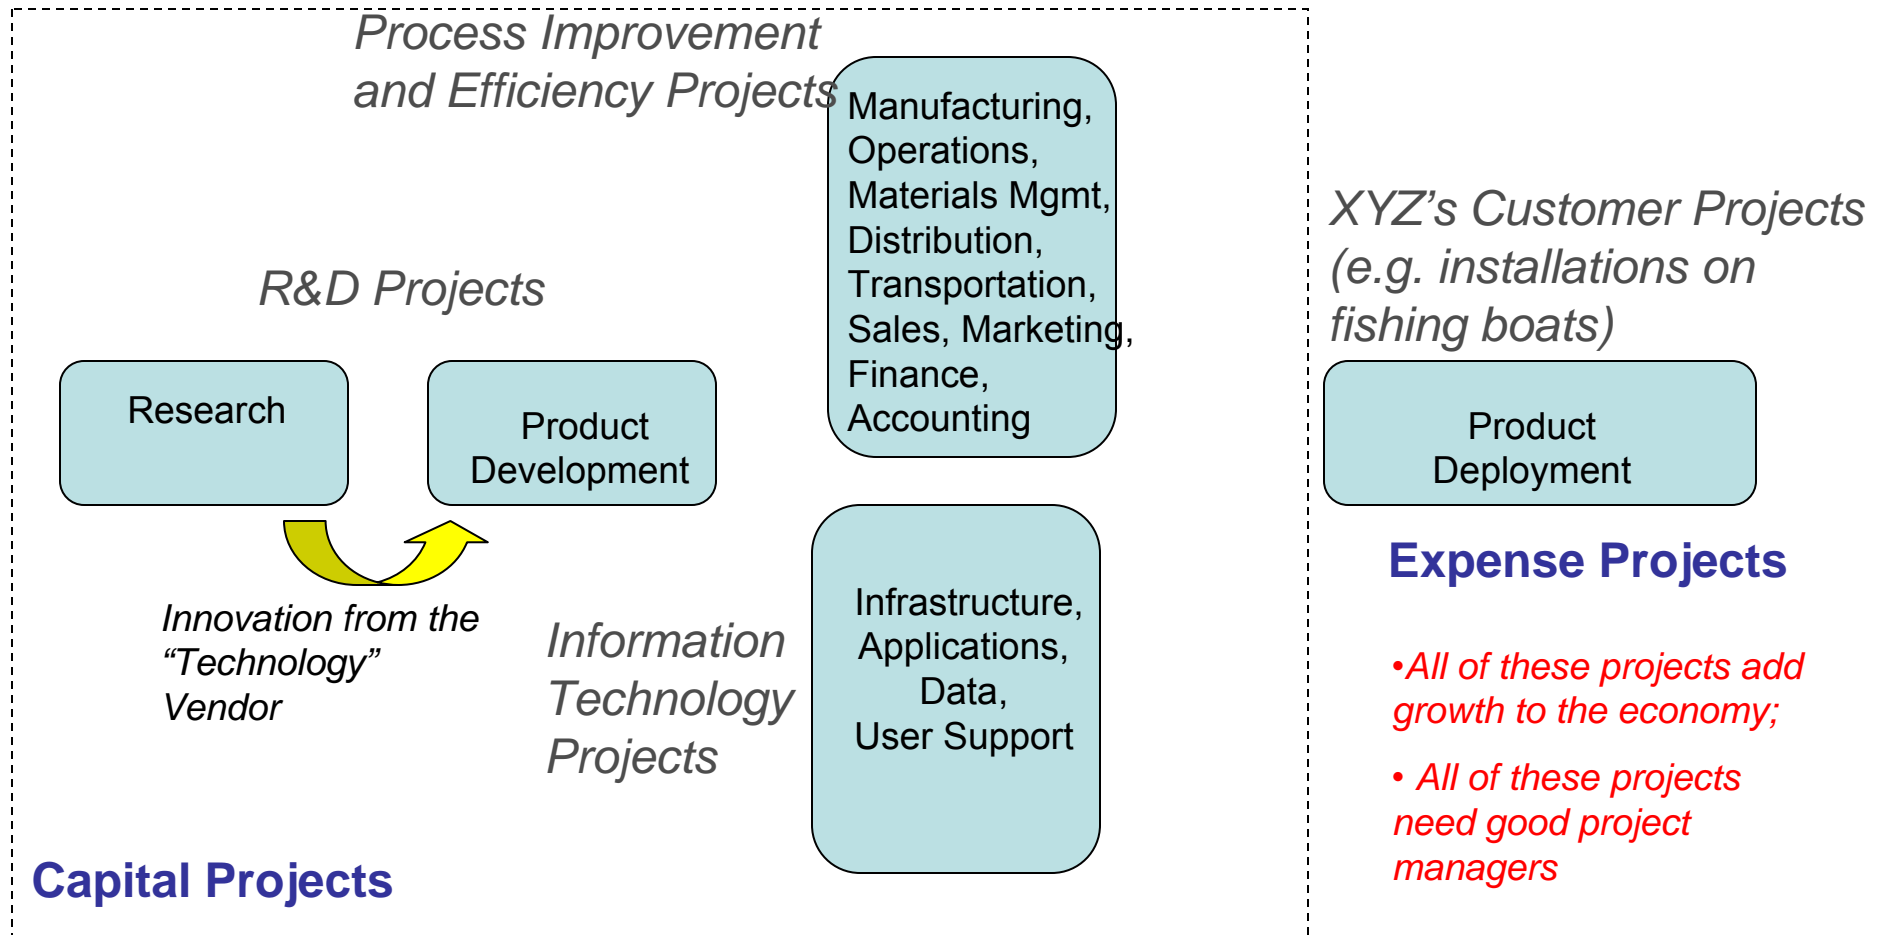 Process Improvement
and Efficiency Projects
Manufacturing,
Operations,
Materials Mgmt,
Distribution,
Transportation,
Sales, Marketing,
Finance,
Accounting
XYZ’s Customer Projects
(e.g. installations on
fishing boats)
R&D Projects
Research
Product
Development
Product
Deployment
Innovation from the
“Technology”
Vendor
Information
Technology
Projects
Infrastructure,
Applications,
Data,
User Support
Expense Projects
•All of these projects add
growth to the economy;
• All of these projects
need good project
managers
Capital Projects